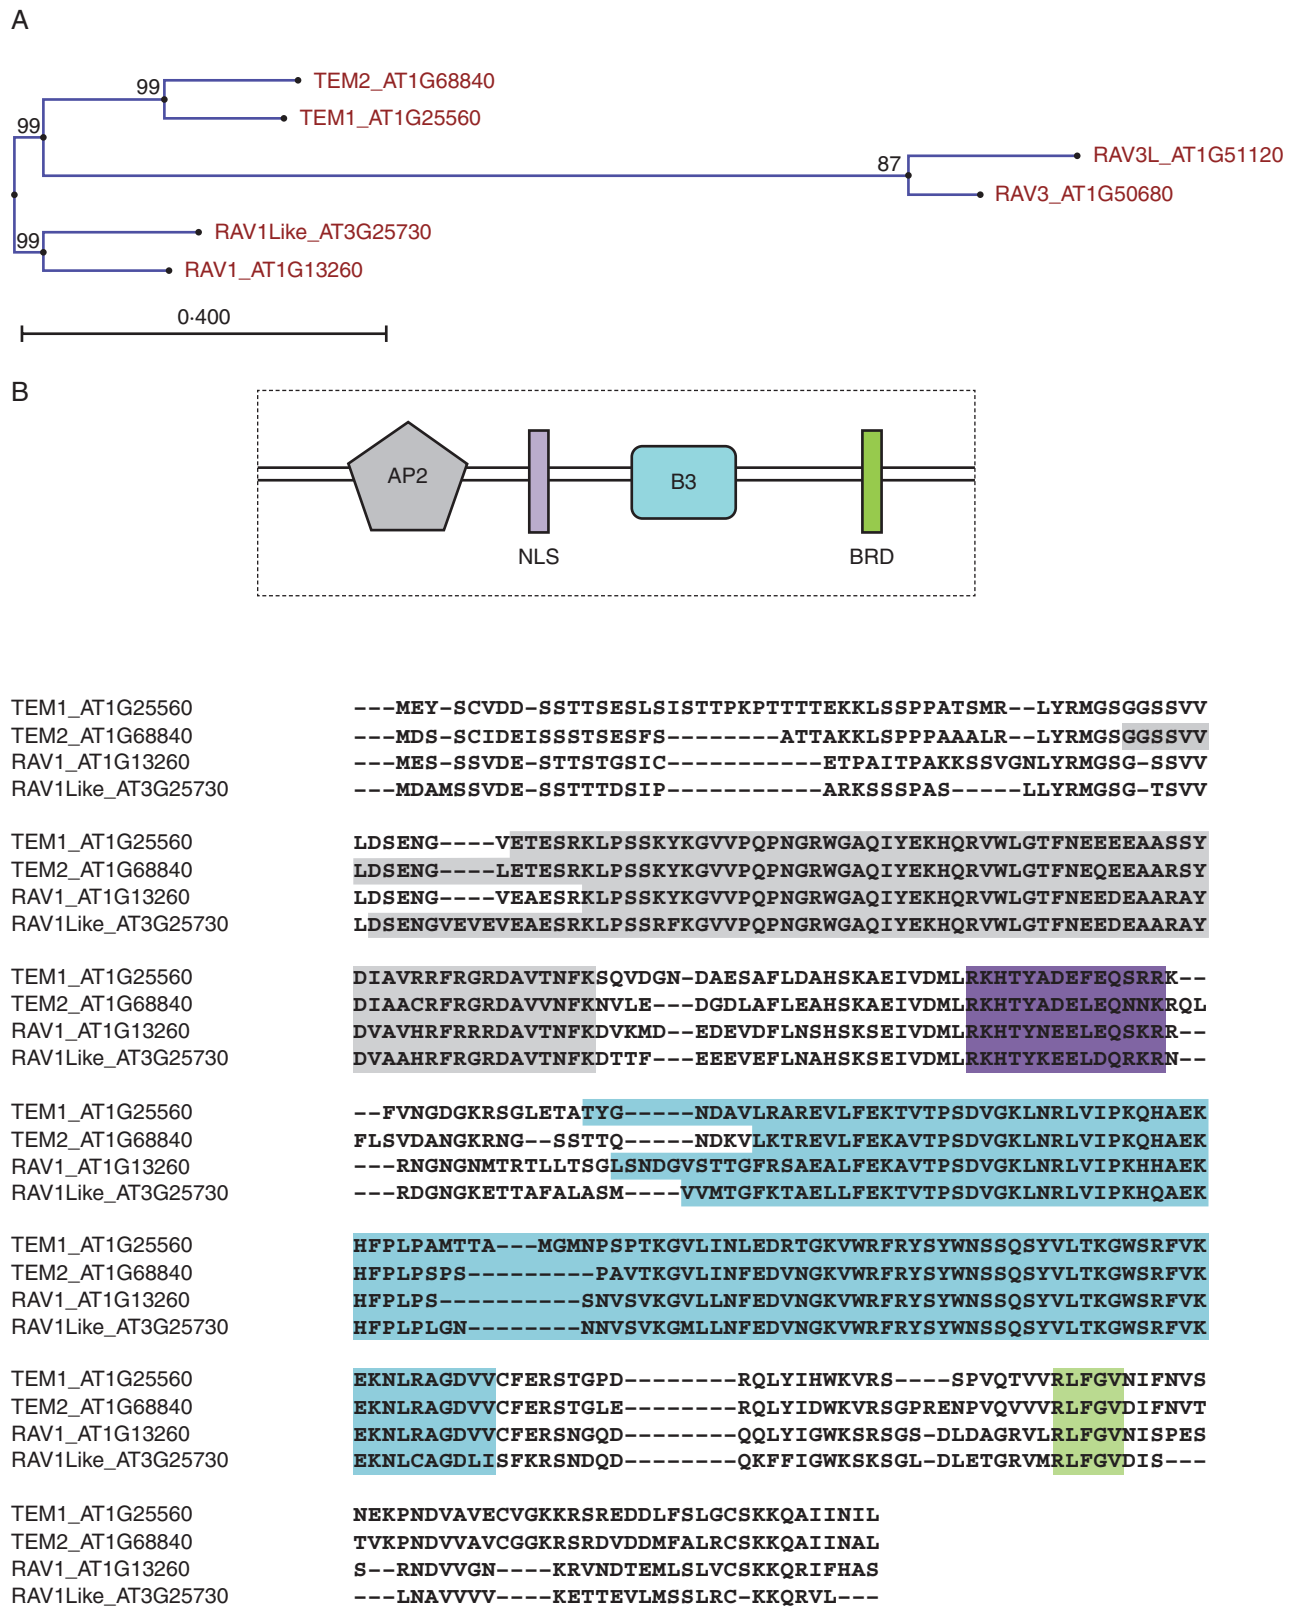 A
99
TEM2_AT1G68840
TEM1_AT1G25560
99
87
RAV3L_AT1G51120
RAV3_AT1G50680
RAV1Like_AT3G25730
99
RAV1_AT1G13260
0·400
B
AP2
B3
NLS
BRD
TEM1_AT1G25560 ---MEY-SCVDD-SSTTSESLSISTTPKPTTTTEKKLSSPPATSMR--LYRMGSGGSSVV
TEM2_AT1G68840 ---MDS-SCIDEISSSTSESFS--------ATTAKKLSPPPAAALR--LYRMGSGGSSVV
RAV1_AT1G13260 ---MES-SSVDE-STTSTGSIC-----------ETPAITPAKKSSVGNLYRMGSG-SSVV
RAV1Like_AT3G25730 ---MDAMSSVDE-SSTTTDSIP-----------ARKSSSPAS-----LLYRMGSG-TSVV
TEM1_AT1G25560 LDSENG----VETESRKLPSSKYKGVVPQPNGRWGAQIYEKHQRVWLGTFNEEEEAASSY
TEM2_AT1G68840 LDSENG----LETESRKLPSSKYKGVVPQPNGRWGAQIYEKHQRVWLGTFNEQEEAARSY
RAV1_AT1G13260 LDSENG----VEAESRKLPSSKYKGVVPQPNGRWGAQIYEKHQRVWLGTFNEEDEAARAY
RAV1Like_AT3G25730 LDSENGVEVEVEAESRKLPSSRFKGVVPQPNGRWGAQIYEKHQRVWLGTFNEEDEAARAY
TEM1_AT1G25560 DIAVRRFRGRDAVTNFKSQVDGN-DAESAFLDAHSKAEIVDMLRKHTYADEFEQSRRK--
TEM2_AT1G68840 DIAACRFRGRDAVVNFKNVLE---DGDLAFLEAHSKAEIVDMLRKHTYADELEQNNKRQL
RAV1_AT1G13260 DVAVHRFRRRDAVTNFKDVKMD--EDEVDFLNSHSKSEIVDMLRKHTYNEELEQSKRR--
RAV1Like_AT3G25730 DVAAHRFRGRDAVTNFKDTTF---EEEVEFLNAHSKSEIVDMLRKHTYKEELDQRKRN--
TEM1_AT1G25560 --FVNGDGKRSGLETATYG-----NDAVLRAREVLFEKTVTPSDVGKLNRLVIPKQHAEK
TEM2_AT1G68840 FLSVDANGKRNG--SSTTQ-----NDKVLKTREVLFEKAVTPSDVGKLNRLVIPKQHAEK
RAV1_AT1G13260 ---RNGNGNMTRTLLTSGLSNDGVSTTGFRSAEALFEKAVTPSDVGKLNRLVIPKHHAEK
RAV1Like_AT3G25730 ---RDGNGKETTAFALASM----VVMTGFKTAELLFEKTVTPSDVGKLNRLVIPKHQAEK
TEM1_AT1G25560 HFPLPAMTTA---MGMNPSPTKGVLINLEDRTGKVWRFRYSYWNSSQSYVLTKGWSRFVK
TEM2_AT1G68840 HFPLPSPS---------PAVTKGVLINFEDVNGKVWRFRYSYWNSSQSYVLTKGWSRFVK
RAV1_AT1G13260 HFPLPS----------SNVSVKGVLLNFEDVNGKVWRFRYSYWNSSQSYVLTKGWSRFVK
RAV1Like_AT3G25730 HFPLPLGN--------NNVSVKGMLLNFEDVNGKVWRFRYSYWNSSQSYVLTKGWSRFVK
TEM1_AT1G25560 EKNLRAGDVVCFERSTGPD--------RQLYIHWKVRS----SPVQTVVRLFGVNIFNVS
TEM2_AT1G68840 EKNLRAGDVVCFERSTGLE--------RQLYIDWKVRSGPRENPVQVVVRLFGVDIFNVT
RAV1_AT1G13260 EKNLRAGDVVCFERSNGQD--------QQLYIGWKSRSGS-DLDAGRVLRLFGVNISPES
RAV1Like_AT3G25730 EKNLCAGDLISFKRSNDQD--------QKFFIGWKSKSGL-DLETGRVMRLFGVDIS---
TEM1_AT1G25560 NEKPNDVAVECVGKKRSREDDLFSLGCSKKQAIINIL
TEM2_AT1G68840 TVKPNDVVAVCGGKKRSRDVDDMFALRCSKKQAIINAL
RAV1_AT1G13260 S--RNDVVGN----KRVNDTEMLSLVCSKKQRIFHAS
RAV1Like_AT3G25730 ---LNAVVVV----KETTEVLMSSLRC-KKQRVL---